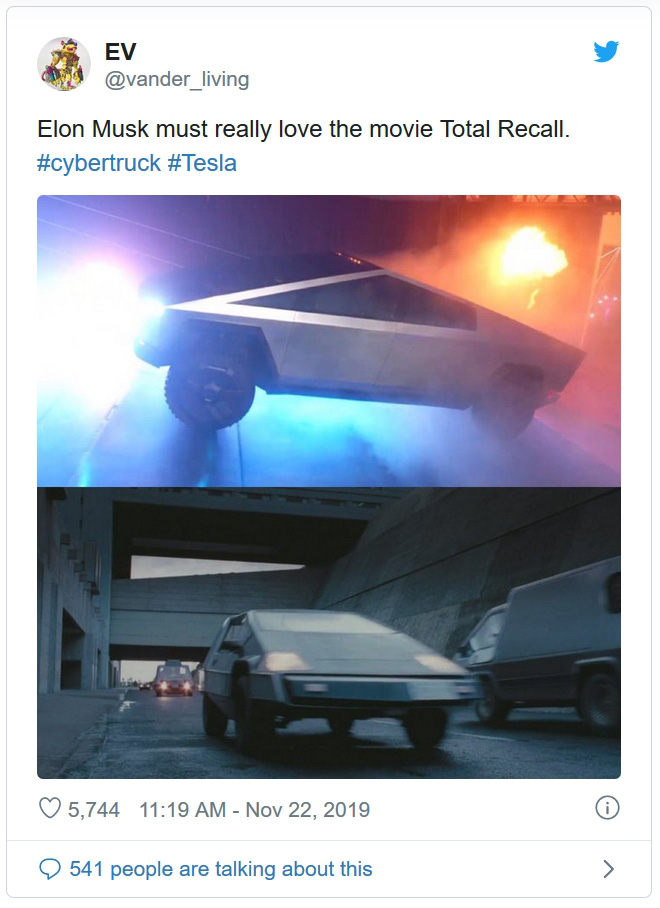 EV
@vander_living
Elon Musk must really love the movie Total Recall.
#cybertruck #Tesla
5,744 11:19 AM - Nov 22, 2019
541 people are talking about this